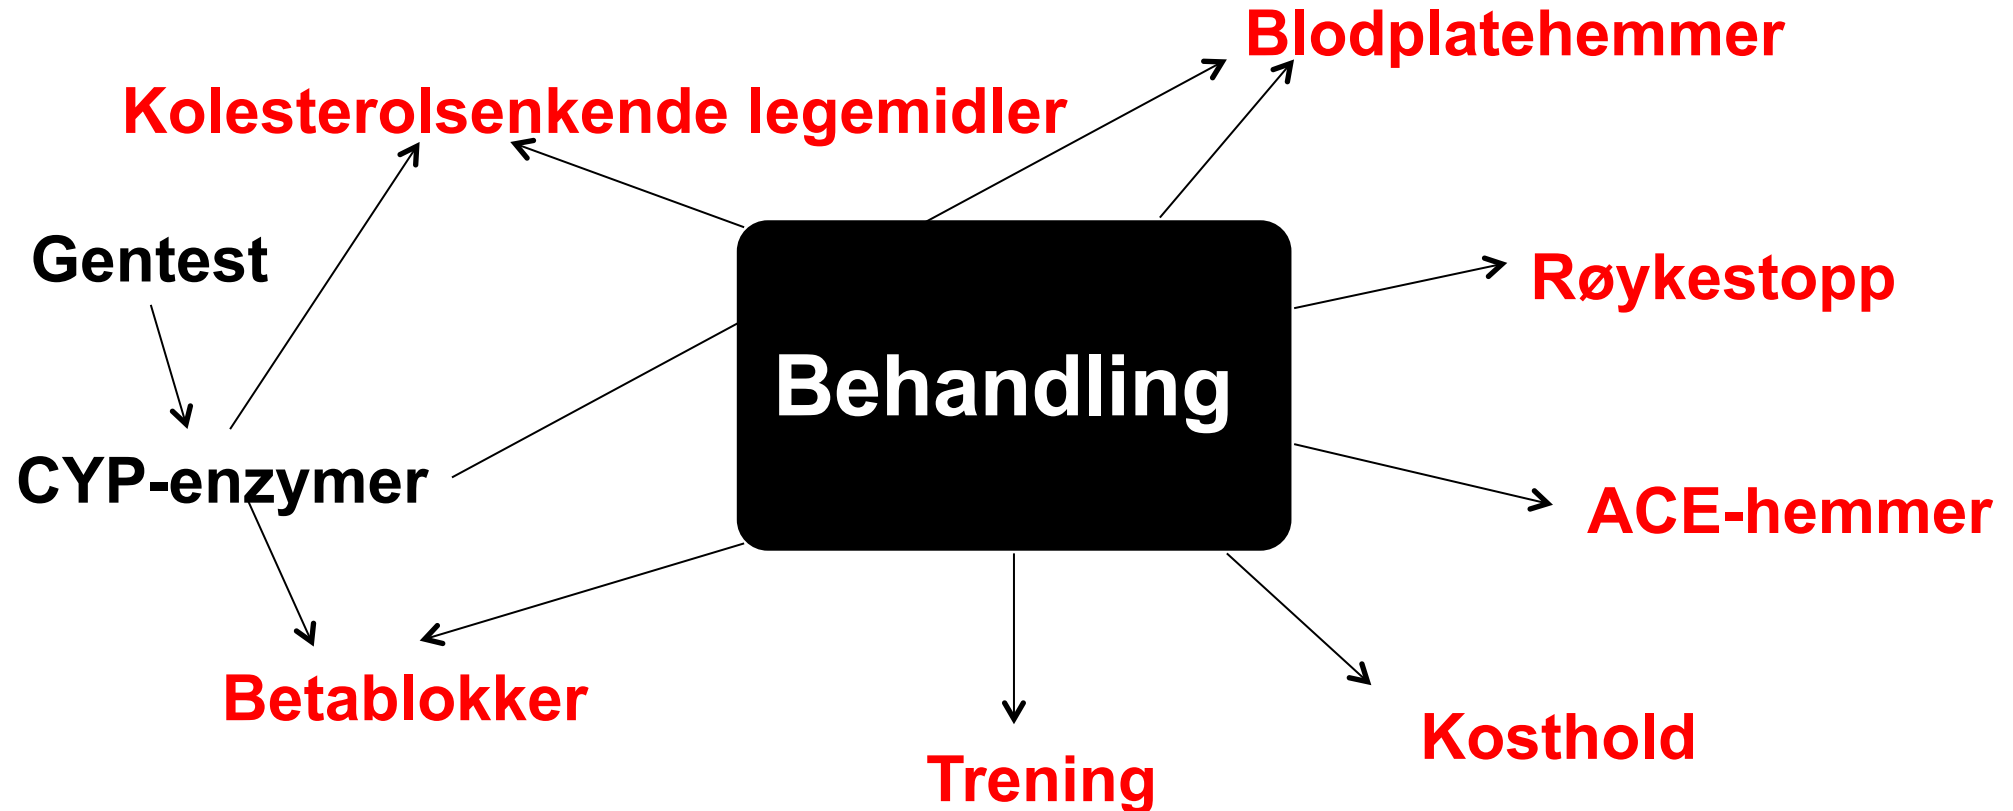 Blodplatehemmer
Kolesterolsenkende legemidler
Gentest
Røykestopp
Behandling
CYP-enzymer
ACE-hemmer
Betablokker
Kosthold
Trening